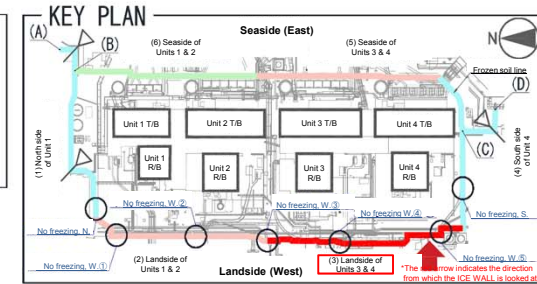 KEY PLAN
Seaside (East)
N
(A)
(B)
(6) Seaside of
Units 1 & 2
(5) Seaside of
Units 3 & 4
Frozen soil line
(D)
Unit 1 T/B
Unit 2 T/B
Unit 3 T/B
Unit 4 T/B
(C)
(1) North side
of Unit 1
(4) South side
of Unit 4
Unit 1
R/B
Unit 2
R/B
Unit 3
R/B
Unit 4
R/B
No freezing, N.
No freezing, W.②
No freezing, W.③
No freezing W.④
No freezing, S.
No freezing, W.①
No freezing, W.⑤
(2) Landside of
Units 1 & 2
Landside (West)
(3) Landside of
Units 3 & 4
*The red arrow indicates the direction
from which the ICE WALL is looked at